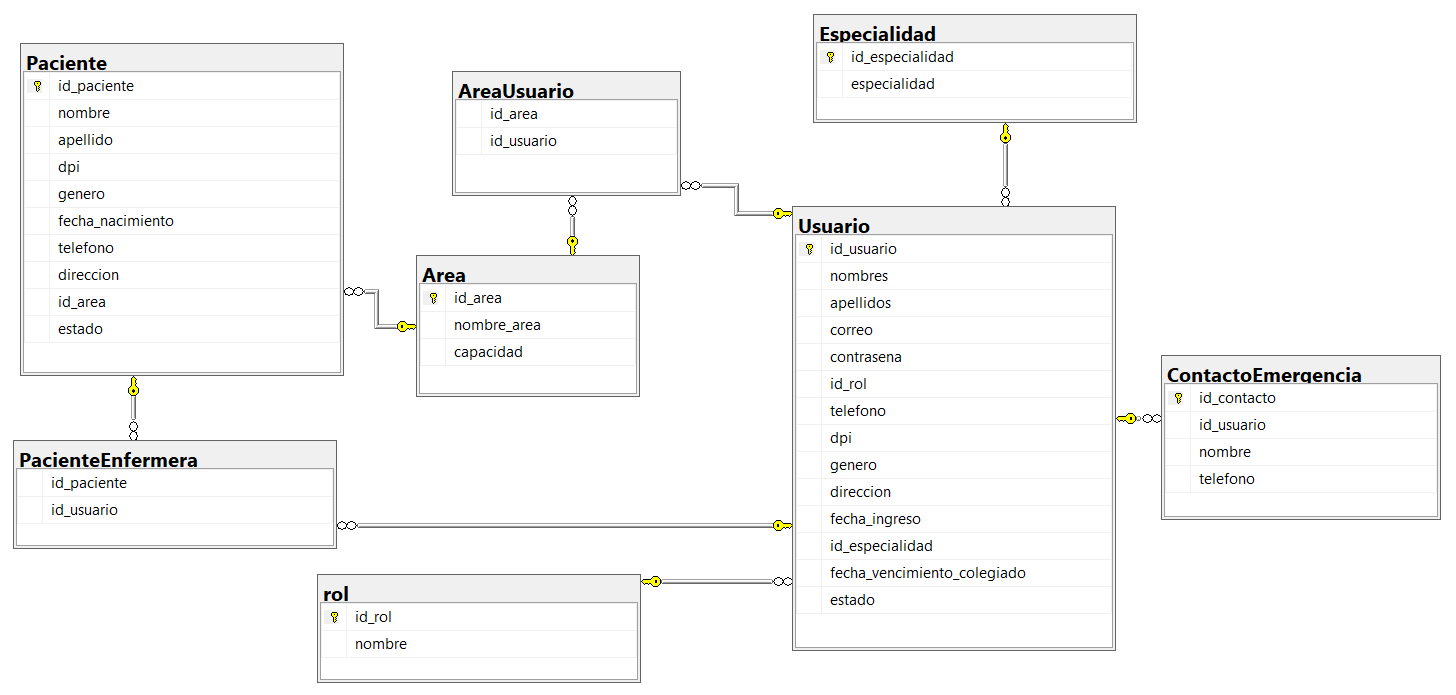 Paciente
id_paciente
nombre
apellido
dpi
genero
fecha_nacimiento
telefono
direccion
id_area
estado
AreaUsuario
id_area
id_usuario
Especialidad
id_especialidad
especialidad
Area
id_area
nombre_area
capacidad
Usuario
id_usuario
nombres
apellidos
correo
contrasena
id_rol
telefono
dpi
genero
direccion
fecha_ingreso
id_especialidad
fecha_vencimiento_colegiado
estado
ContactoEmergencia
id_contacto
id_usuario
nombre
telefono
PacienteEnfermera
id_paciente
id_usuario
rol
id_rol
nombre